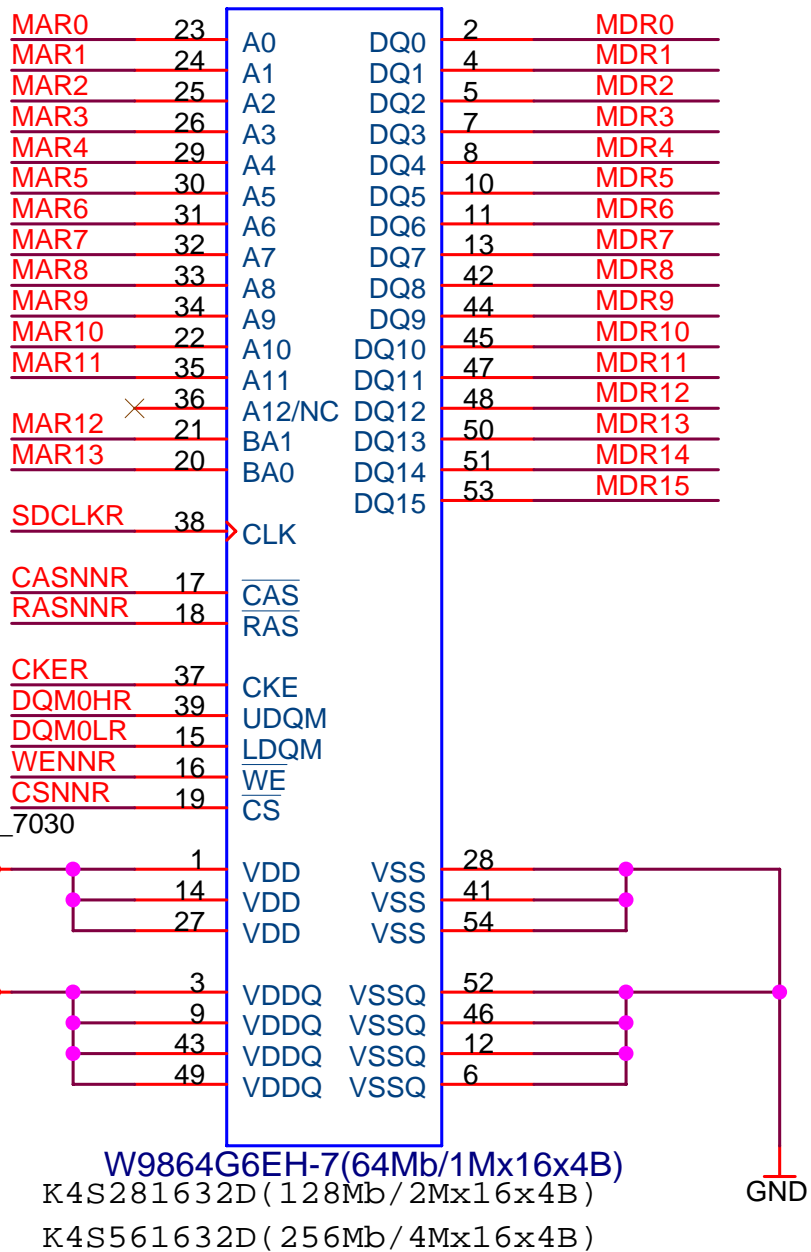 MAR0 23 A0 DQ0 2 MDR0
MAR1 24 A1 DQ1 4 MDR1
MAR2 25 A2 DQ2 5 MDR2
MAR3 26 A3 DQ3 7 MDR3
MAR4 29 A4 DQ4 8 MDR4
MAR5 30 A5 DQ5 10 MDR5
MAR6 31 A6 DQ6 11 MDR6
MAR7 32 A7 DQ7 13 MDR7
MAR8 33 A8 DQ8 42 MDR8
MAR9 34 A9 DQ9 44 MDR9
MAR10 22 A10 DQ10 45 MDR10
MAR11 35 A11 DQ11 47 MDR11
36 A12/NC DQ12 48 MDR12
MAR12 21 BA1 DQ13 50 MDR13
MAR13 20 BA0 DQ14 51 MDR14
DQ15 53 MDR15
SDCLKR 38 CLK
CASNNR 17 CAS
RASNNR 18 RAS
CKER 37 CKE
DQM0HR 39 UDQM
DQM0LR 15 LDQM
WENNR 16 WE
CSNNR 19 CS
_7030
1 VDD VSS 28
14 VDD VSS 41
27 VDD VSS 54
3 VDDQ VSSQ 52
9 VDDQ VSSQ 46
43 VDDQ VSSQ 12
49 VDDQ VSSQ 6
W9864G6EH-7(64Mb/1Mx16x4B)
K4S281632D(128Mb/2Mx16x4B)
GND
K4S561632D(256Mb/4Mx16x4B)